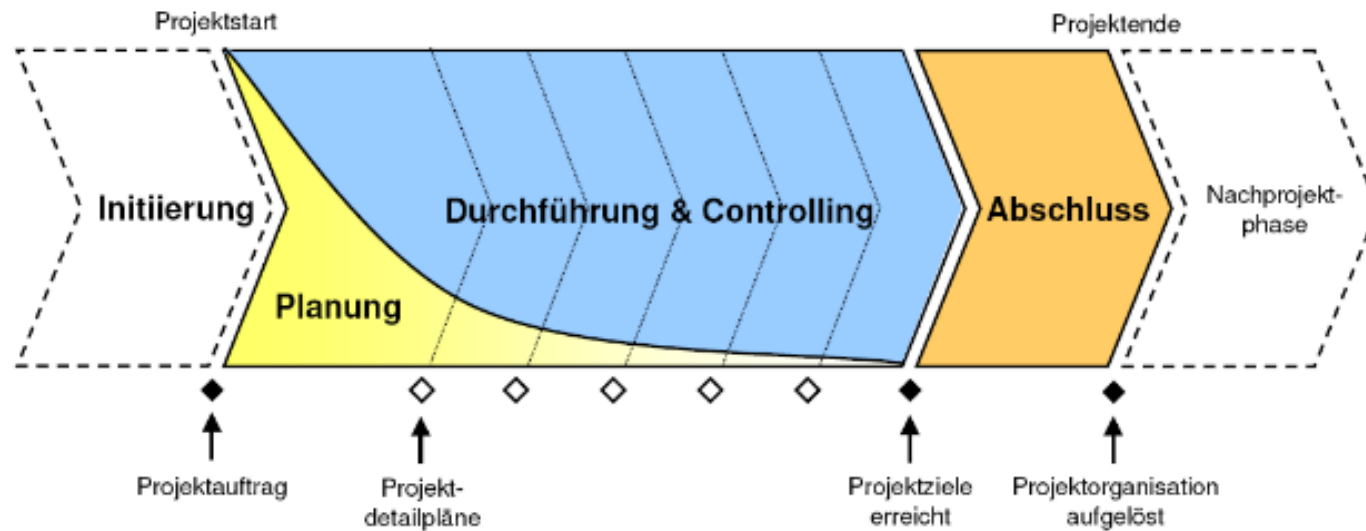 Projektstart
Projektende
Initiierung
Planung
Durchführung & Controlling
Abschluss
Nachprojekt-
phase
Projektauftrag
Projekt-
detailpläne
Projektziele
erreicht
Projektorganisation
aufgelöst